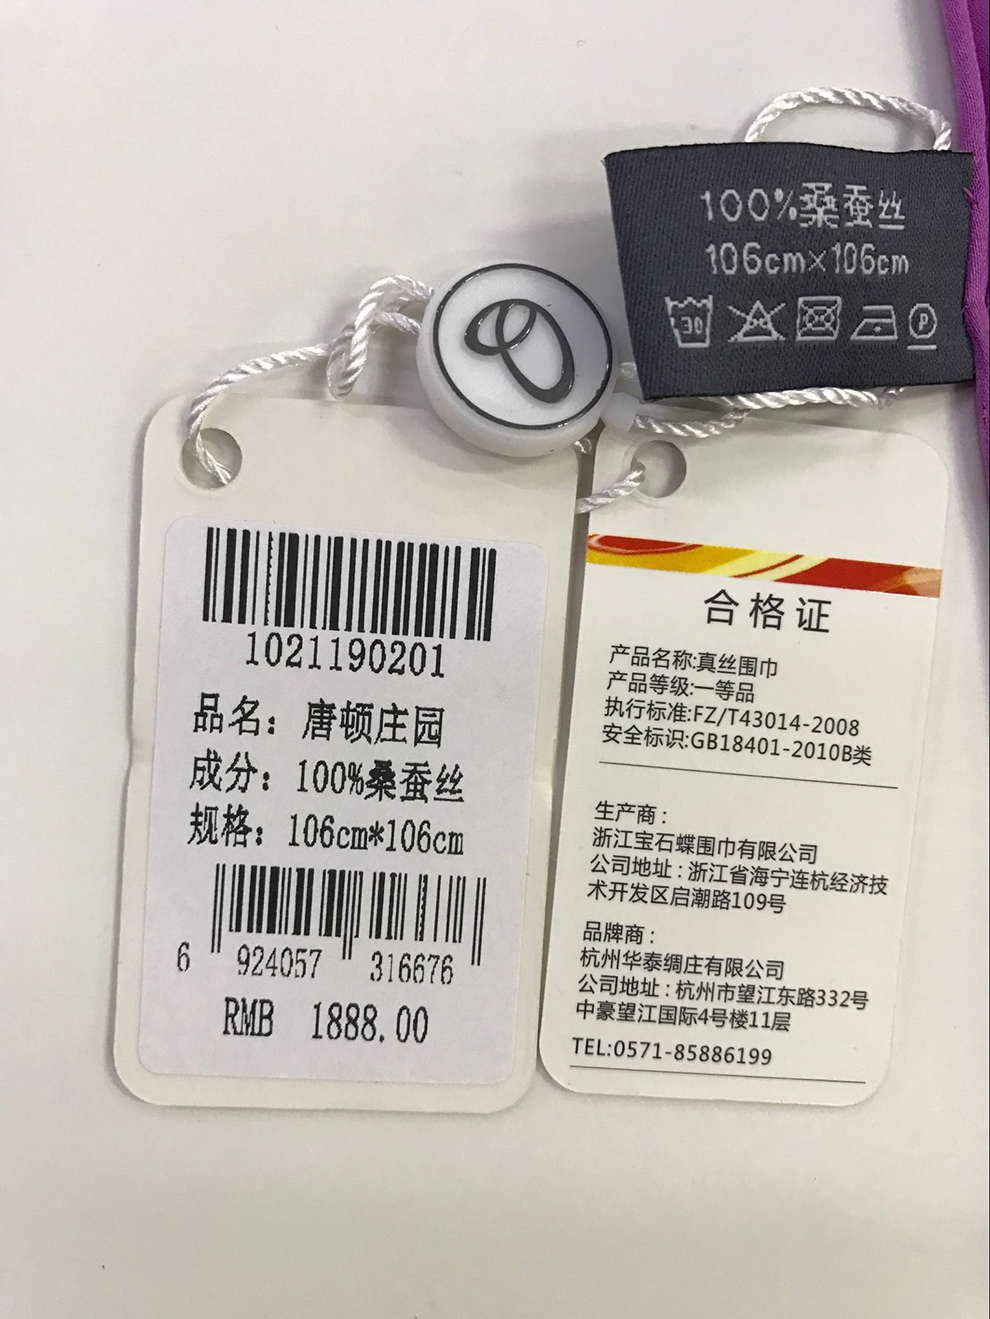 100%桑蚕丝
106cm×106cm
30
P
1021190201
品名：唐顿庄园
成分：100%桑蚕丝
规格：106cm*106cm
6 924057 316676
RMB 1888.00
合格证
产品名称:真丝围巾
产品等级:一等品
执行标准:FZ/T43014-2008
安全标识:GB18401-2010B类
生产商：
浙江宝石蝶围巾有限公司
公司地址：浙江省海宁连杭经济技
术开发区启潮路109号
品牌商：
杭州华泰绸庄有限公司
公司地址：杭州市望江东路332号
中豪望江国际4号楼11层
TEL:0571-85886199